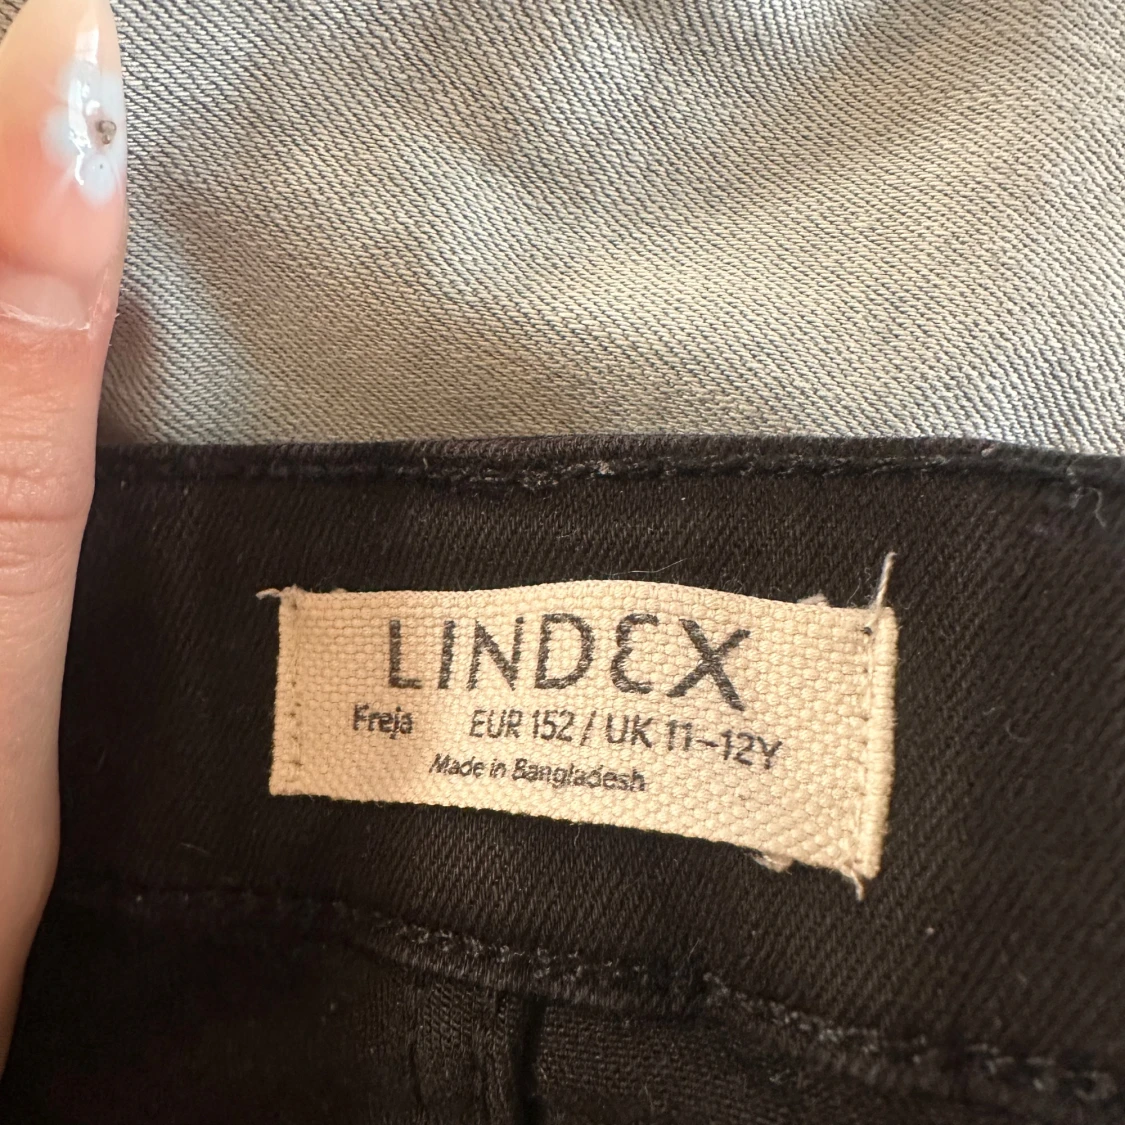 LINDEX
Freja EUR 152 / UK 11-12Y
Made in Bangladesh